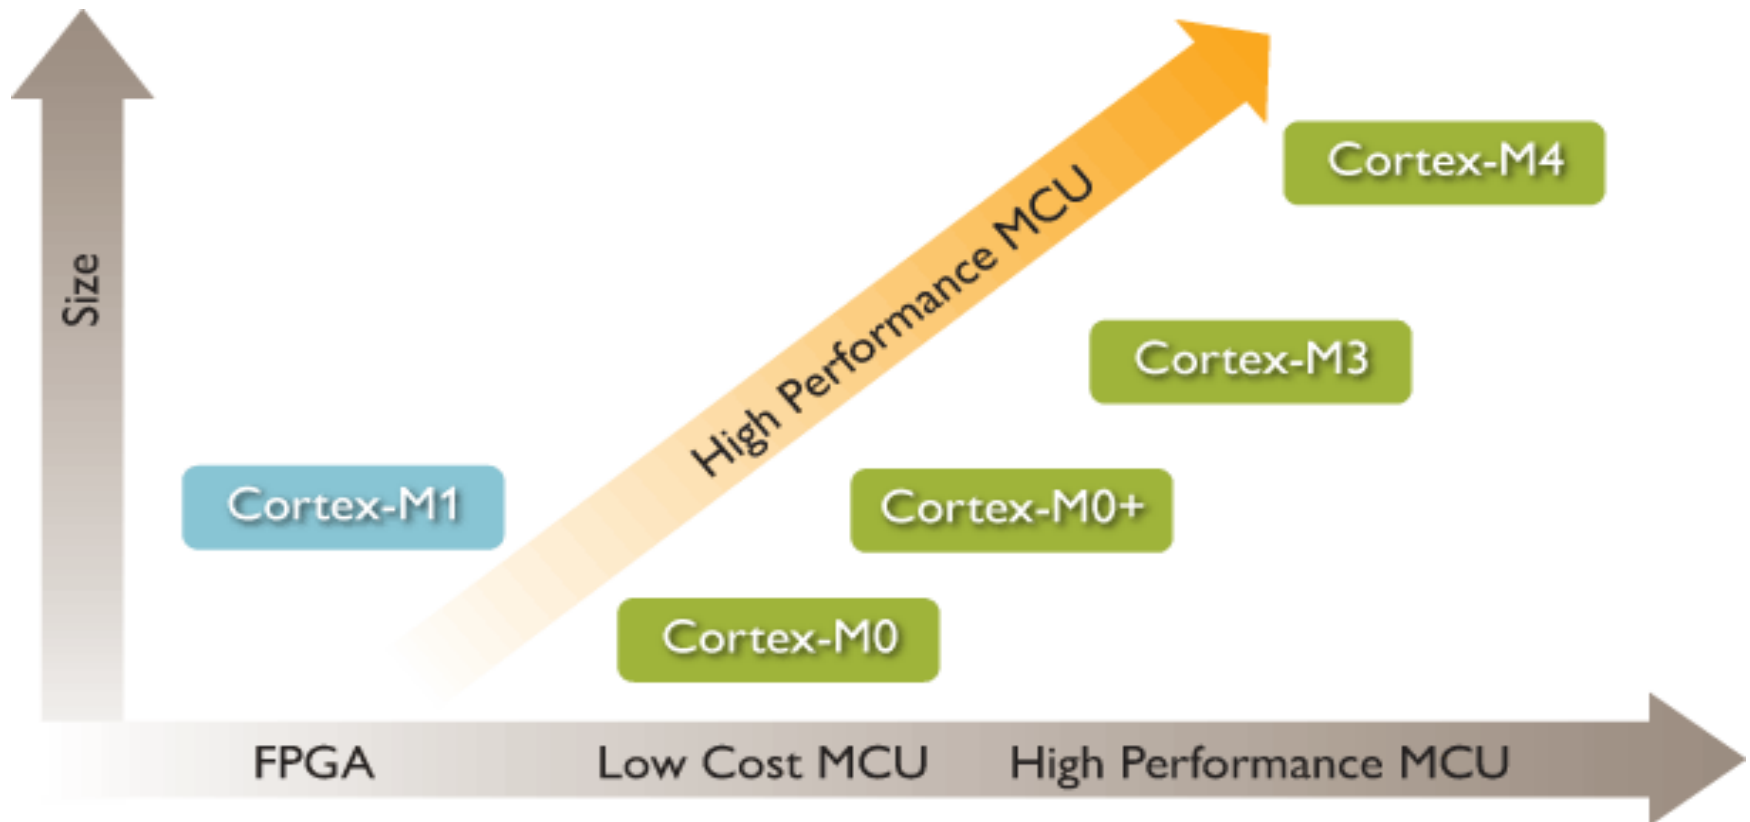 Size
High Performance MCU
Cortex-M4
Cortex-M3
Cortex-M1
Cortex-M0+
Cortex-M0
FPGA
Low Cost MCU
High Performance MCU